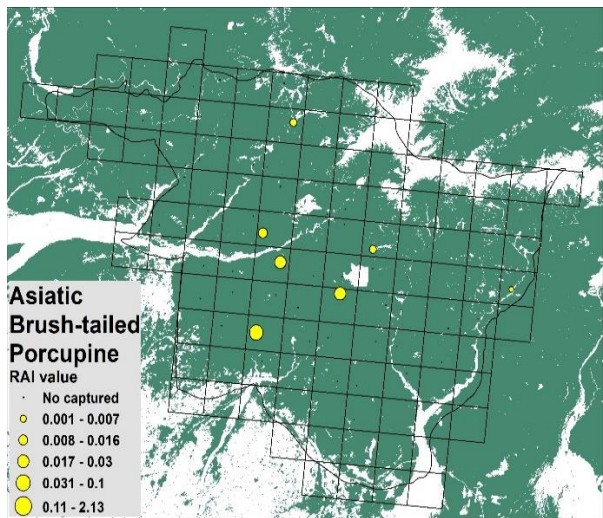 Asiatic
Brush-tailed
Porcupine
RAI value
No captured
0.001 - 0.007
0.008 - 0.016
0.017 - 0.03
0.031 - 0.1
0.11 - 2.13